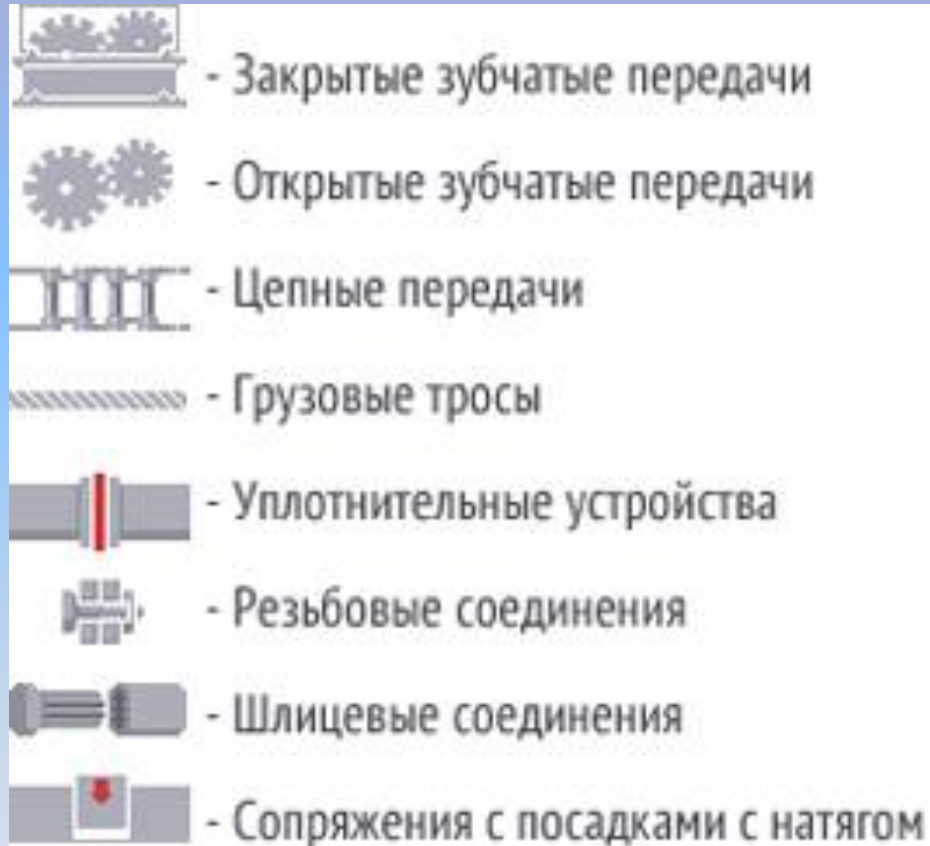 - Закрытые зубчатые передачи
- Открытые зубчатые передачи
- Цепные передачи
- Грузовые тросы
- Уплотнительные устройства
- Резьбовые соединения
- Шлицевые соединения
- Сопряжения с посадками с натягом